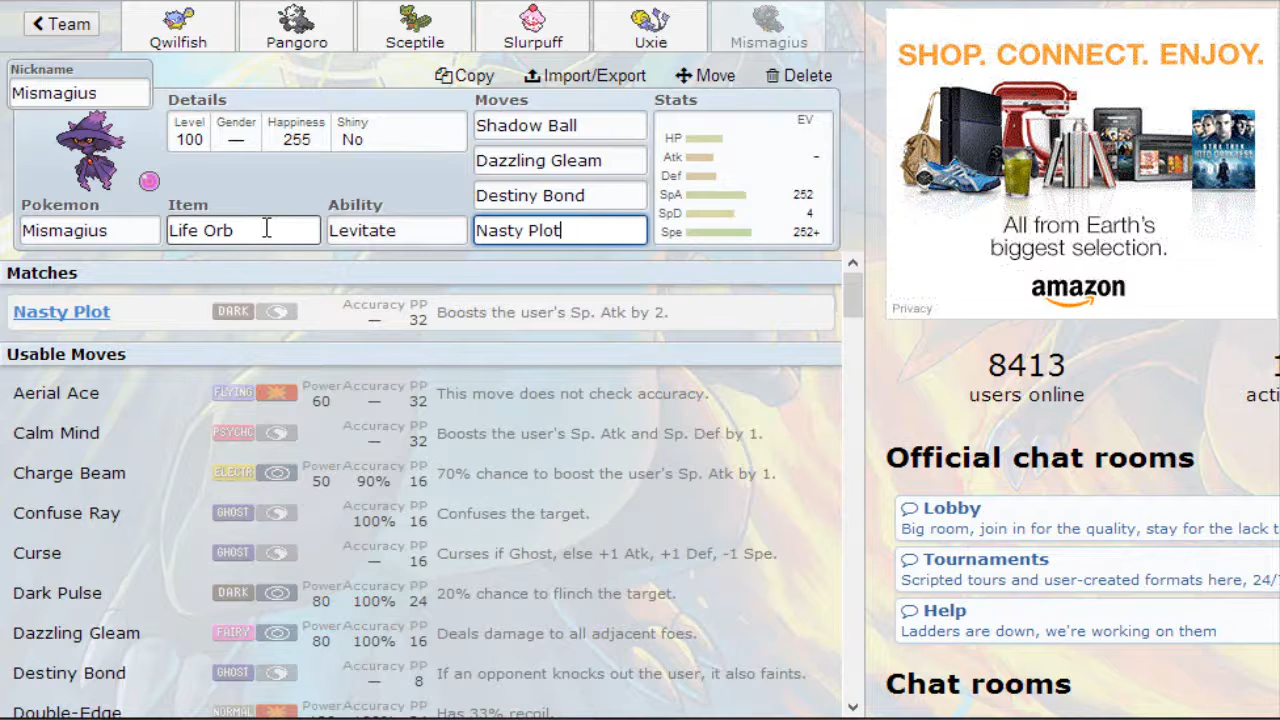 Team
Qwilfish
Pangoro
Sceptile
Slurpuff
Uxie
Mismagius
Nickname
Mismagius
Copy
Import/Export
Move
Delete
Details
Level Gender Happiness Shiny
100 — 255 No
Moves
Shadow Ball
Dazzling Gleam
Destiny Bond
Nasty Plot
Stats
EV
HP
Atk -
Def
SpA 252
SpD 4
Spe 252+
Pokemon
Mismagius
Item
Life Orb
Ability
Levitate
Matches
Nasty Plot DARK Accuracy — PP 32 Boosts the user's Sp. Atk by 2.
Usable Moves
Aerial Ace FLYING Power 60 Accuracy — PP 32 This move does not check accuracy.
Calm Mind PSYCHC Accuracy — PP 32 Boosts the user's Sp. Atk and Sp. Def by 1.
Charge Beam ELECTR Power 50 Accuracy 90% PP 16 70% chance to boost the user's Sp. Atk by 1.
Confuse Ray GHOST Accuracy 100% PP 16 Confuses the target.
Curse GHOST Accuracy — PP 16 Curses if Ghost, else +1 Atk, +1 Def, -1 Spe.
Dark Pulse DARK Power 80 Accuracy 100% PP 24 20% chance to flinch the target.
Dazzling Gleam FAIRY Power 80 Accuracy 100% PP 16 Deals damage to all adjacent foes.
Destiny Bond GHOST Accuracy — PP 8 If an opponent knocks out the user, it also faints.
Double-Edge NORMAL Has 33% recoil.
SHOP. CONNECT. ENJOY.
STAR TREK
INTO DARKNESS
All from Earth's
biggest selection.
amazon
Privacy
8413
users online
acti
Official chat rooms
Lobby
Big room, join in for the quality, stay for the lack t
Tournaments
Scripted tours and user-created formats here, 24/
Help
Ladders are down, we're working on them
Chat rooms